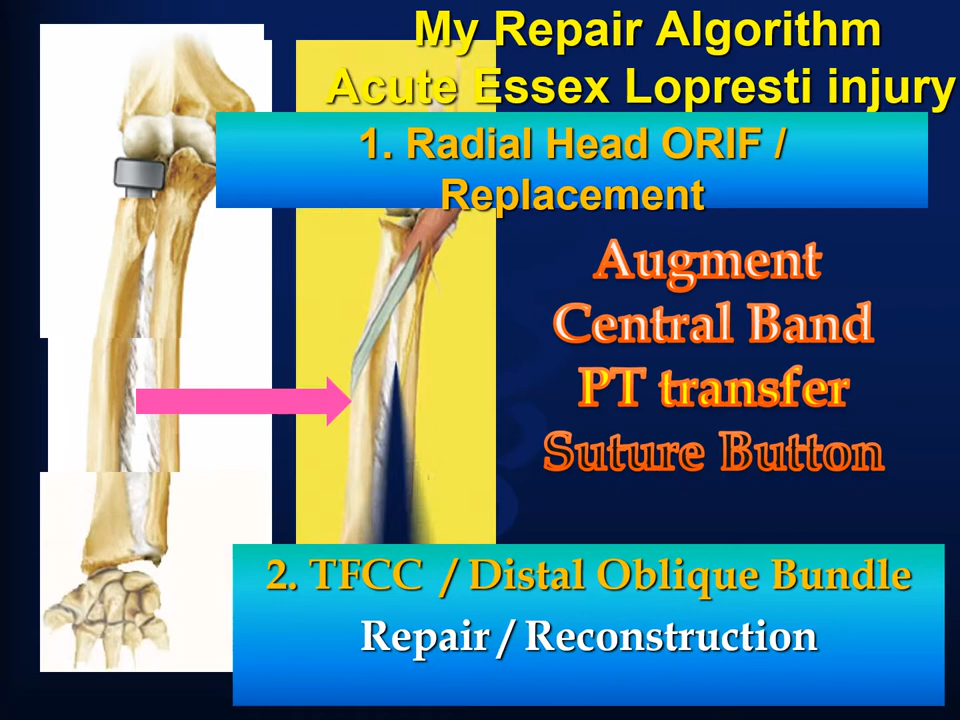 My Repair Algorithm
Acute Essex Lopresti injury
1. Radial Head ORIF /
Replacement
Augment
Central Band
PT transfer
Suture Button
2. TFCC / Distal Oblique Bundle
Repair / Reconstruction